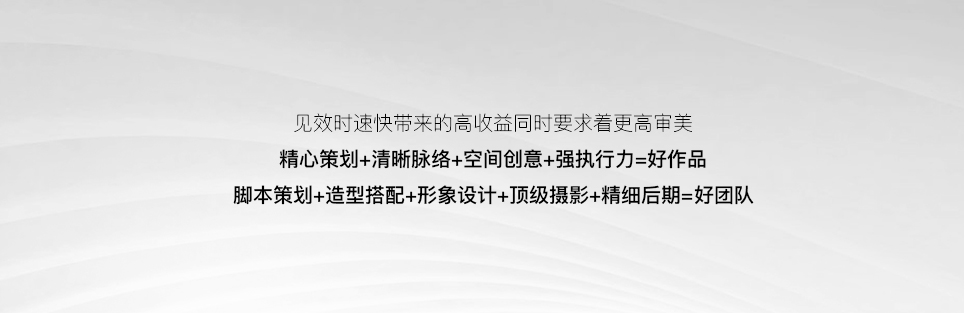 见效时速快带来的高收益同时要求着更高审美
精心策划+清晰脉络+空间创意+强执行力=好作品
脚本策划+造型搭配+形象设计+顶级摄影+精细后期=好团队